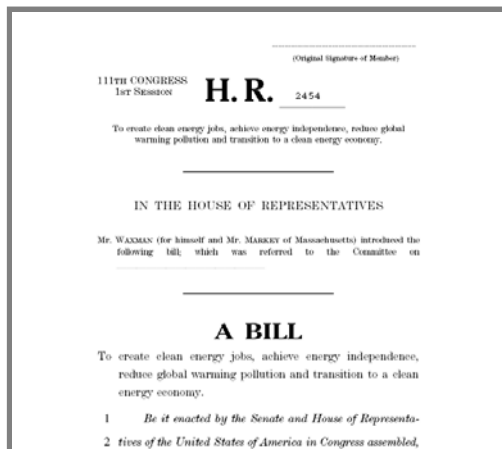 (Original Signature of Member)
111TH CONGRESS
1ST SESSION
H. R. 2454
To create clean energy jobs, achieve energy independence, reduce global
warming pollution and transition to a clean energy economy.
IN THE HOUSE OF REPRESENTATIVES
Mr. WAXMAN (for himself and Mr. MARKEY of Massachusetts) introduced the
following bill; which was referred to the Committee on
A BILL
To create clean energy jobs, achieve energy independence,
reduce global warming pollution and transition to a clean
energy economy.
1 Be it enacted by the Senate and House of Representa-
2 tives of the United States of America in Congress assembled,